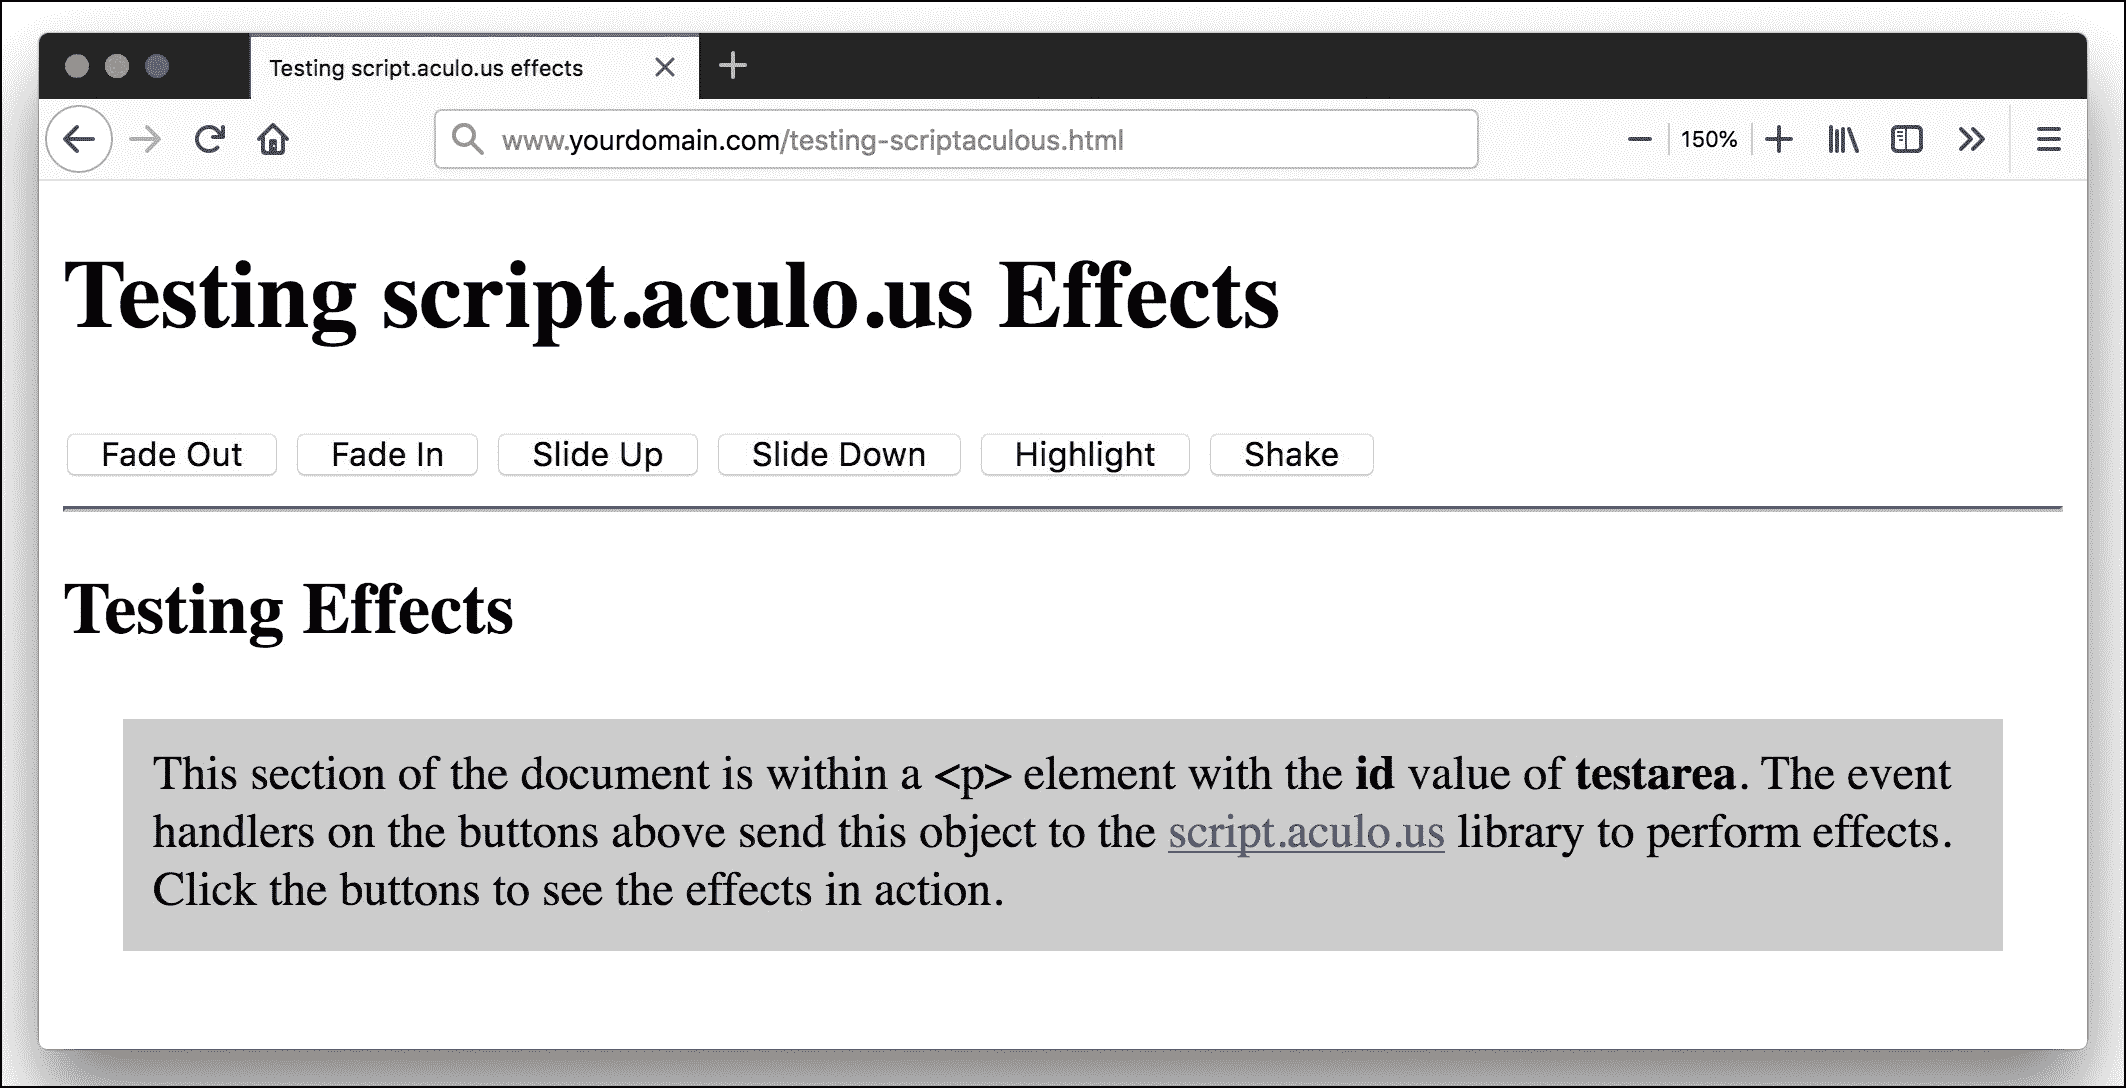 Testing script.aculo.us effects
www.yourdomain.com/testing-scriptaculous.html
150%
Testing script.aculo.us Effects
Fade Out Fade In Slide Up Slide Down Highlight Shake
Testing Effects
This section of the document is within a <p> element with the id value of testarea. The event
handlers on the buttons above send this object to the script.aculo.us library to perform effects.
Click the buttons to see the effects in action.